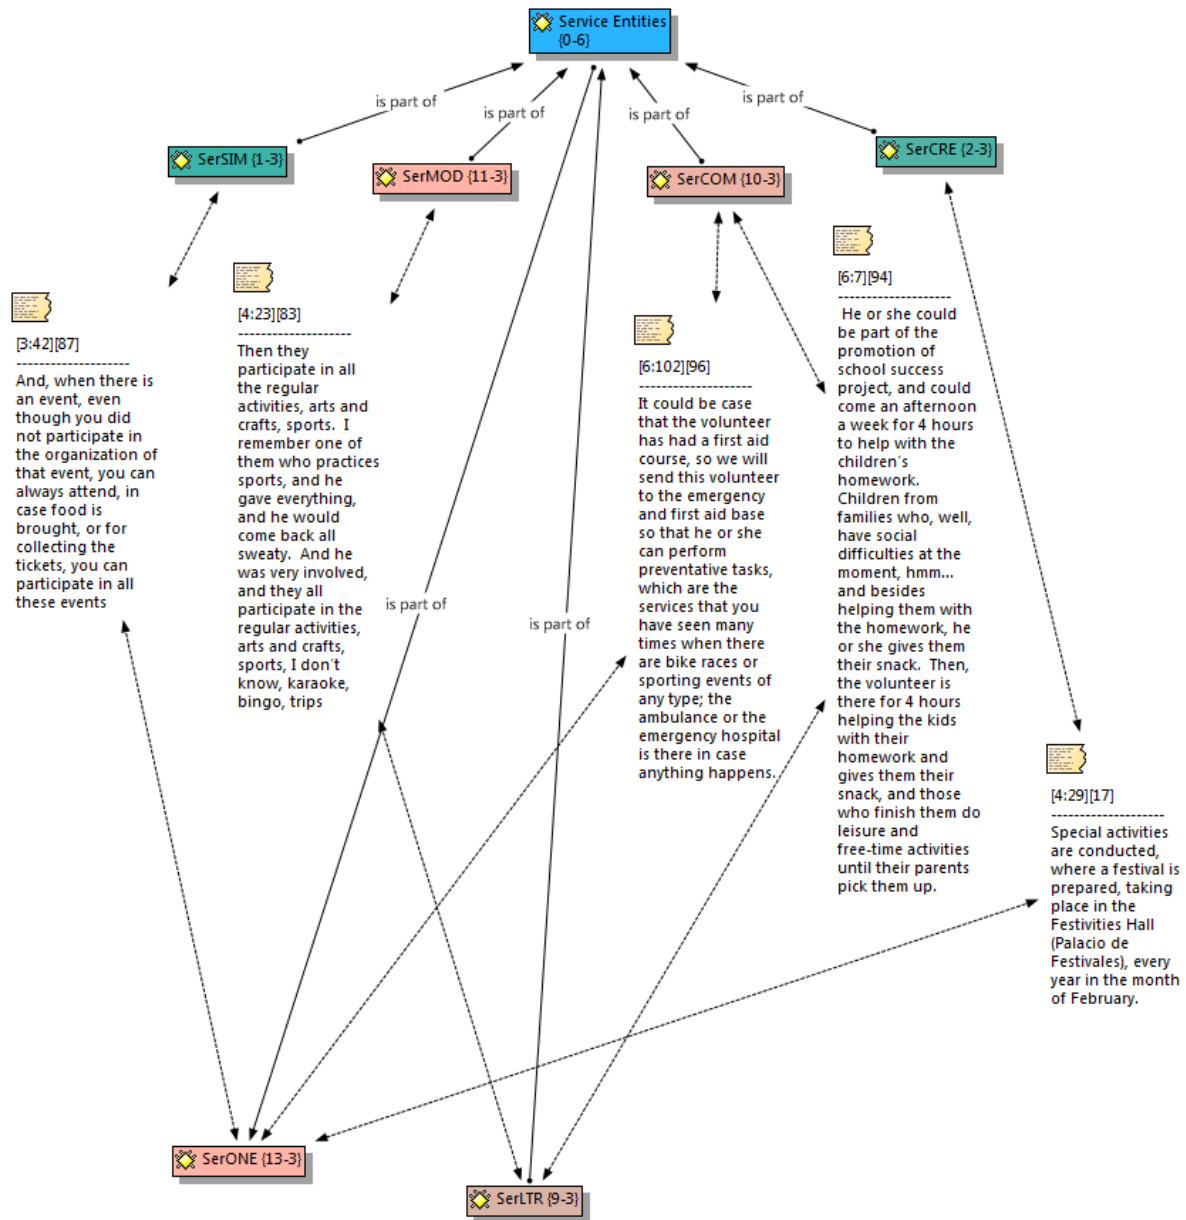 Service Entities
{0-6}
is part of
is part of
is part of
is part of
SerSIM {1-3}
SerMOD {11-3}
SerCOM {10-3}
SerCRE {2-3}
[3:42][87]
--------------------
And, when there is
an event, even
though you did
not participate in
the organization of
that event, you can
always attend, in
case food is
brought, or for
collecting the
tickets, you can
participate in all
these events
[4:23][83]
--------------------
Then they
participate in all
the regular
activities, arts and
crafts, sports.  I
remember one of
them who practices
sports, and he
gave everything,
and he would
come back all
sweaty.  And he
was very involved,
and they all
participate in the
regular activities,
arts and crafts,
sports, I don´t
know, karaoke,
bingo, trips
is part of
is part of
[6:102][96]
--------------------
It could be case
that the volunteer
has had a first aid
course, so we will
send this volunteer
to the emergency
and first aid base
so that he or she
can perform
preventative tasks,
which are the
services that you
have seen many
times when there
are bike races or
sporting events of
any type; the
ambulance or the
emergency hospital
is there in case
anything happens.
[6:7][94]
--------------------
He or she could
be part of the
promotion of
school success
project, and could
come an afternoon
a week for 4 hours
to help with the
children´s
homework.
Children from
families who, well,
have social
difficulties at the
moment, hmm...
and besides
helping them with
the homework, he
or she gives them
their snack.  Then,
the volunteer is
there for 4 hours
helping the kids
with their
homework and
gives them their
snack, and those
who finish them do
leisure and
free-time activities
until their parents
pick them up.
[4:29][17]
--------------------
Special activities
are conducted,
where a festival is
prepared, taking
place in the
Festivities Hall
(Palacio de
Festivales), every
year in the month
of February.
SerONE {13-3}
SerLTR {9-3}